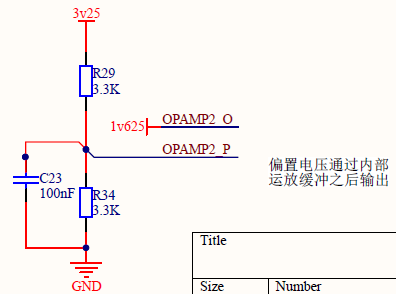 3v25
R29
3.3K
OPAMP2_O
1v625
OPAMP2_P
偏置电压通过内部
运放缓冲之后输出
C23
100nF
R34
3.3K
GND
Title
Size
Number